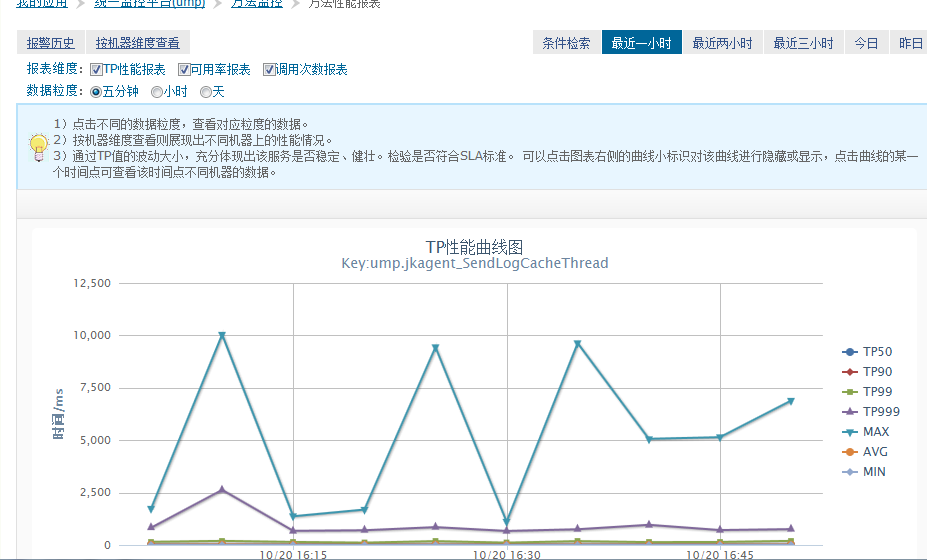 我的应用 统一监控平台(ump) 方法监控 方法性能报表
报警历史 按机器维度查看 条件检索 最近一小时 最近两小时 最近三小时 今日 昨日
报表维度: TP性能报表 可用率报表 调用次数报表
数据粒度: 五分钟 小时 天
1）点击不同的数据粒度，查看对应粒度的数据。
2）按机器维度查看则展现出不同机器上的性能情况。
3）通过TP值的波动大小，充分体现出该服务是否稳定、健壮。检验是否符合SLA标准。 可以点击图表右侧的曲线小标识对该曲线进行隐藏或显示，点击曲线的某一
个时间点可查看该时间点不同机器的数据。
TP性能曲线图
Key:ump.jkagent_SendLogCacheThread
时间/ms
12,500
10,000
7,500
5,000
2,500
0
10/20 16:15 10/20 16:30 10/20 16:45
TP50
TP90
TP99
TP999
MAX
AVG
MIN